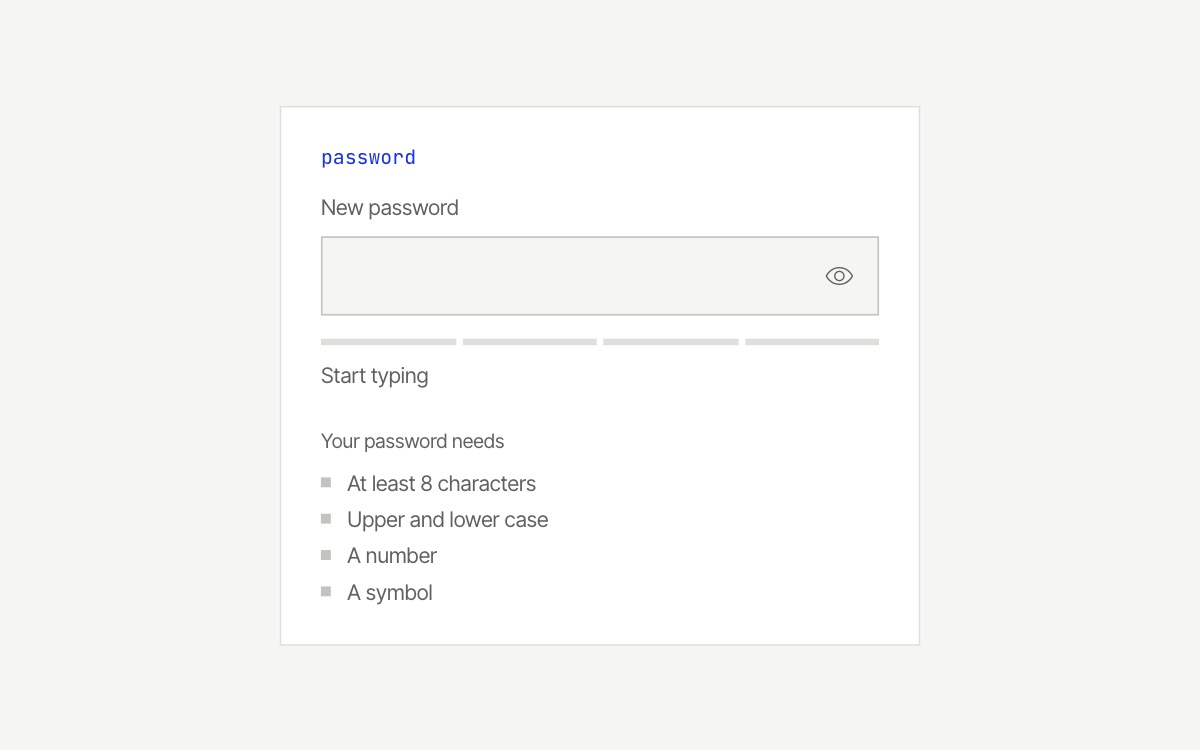 password
New password
Start typing
Your password needs
At least 8 characters
Upper and lower case
A number
A symbol